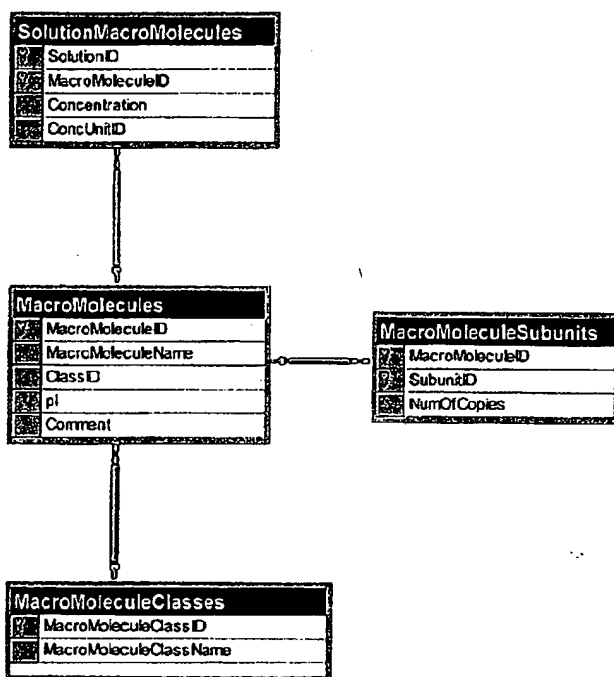 SolutionMacroMolecules
SolutionID
MacroMoleculeID
Concentration
ConcUnitID
MacroMolecules
MacroMoleculeID
MacroMoleculeName
ClassID
pI
Comment
MacroMoleculeSubunits
MacroMoleculeID
SubunitID
NumOfCopies
MacroMoleculeClasses
MacroMoleculeClassID
MacroMoleculeClassName